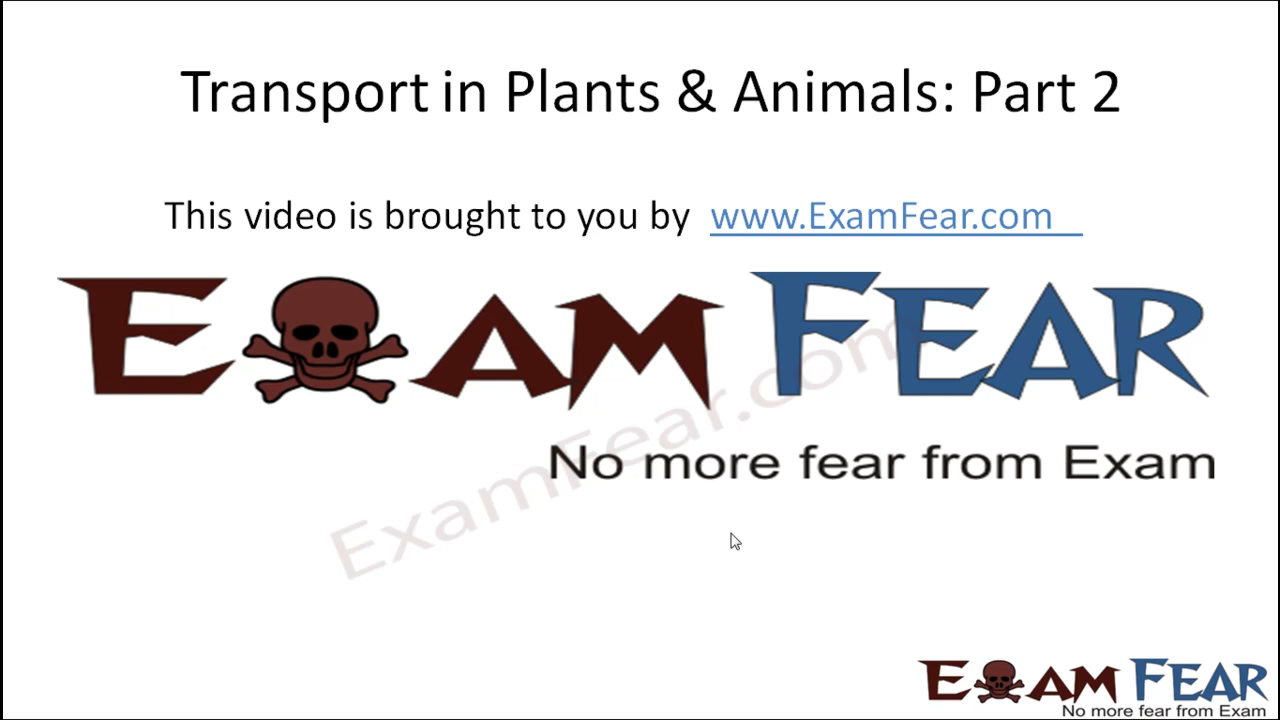 Transport in Plants & Animals: Part 2
This video is brought to you by www.ExamFear.com
EXAM FEAR
ExamFear.com
No more fear from Exam
EXAM FEAR
No more fear from Exam